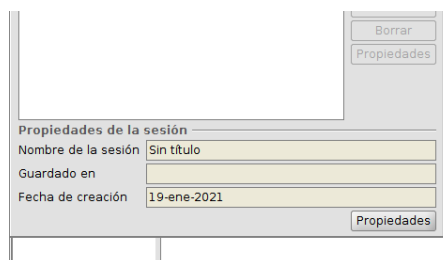 Borrar
Propiedades
Propiedades de la sesión
Nombre de la sesión Sin título
Guardado en
Fecha de creación 19-ene-2021
Propiedades